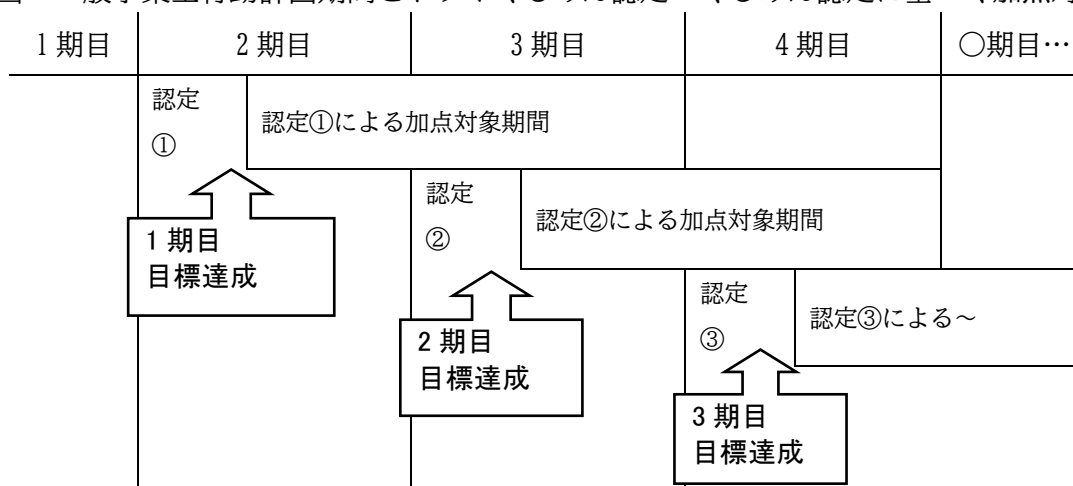 1期目
2期目
3期目
4期目
○期目…
認定
①
認定①による加点対象期間
1期目
目標達成
認定
②
認定②による加点対象期間
2期目
目標達成
認定
③
認定③による～
3期目
目標達成